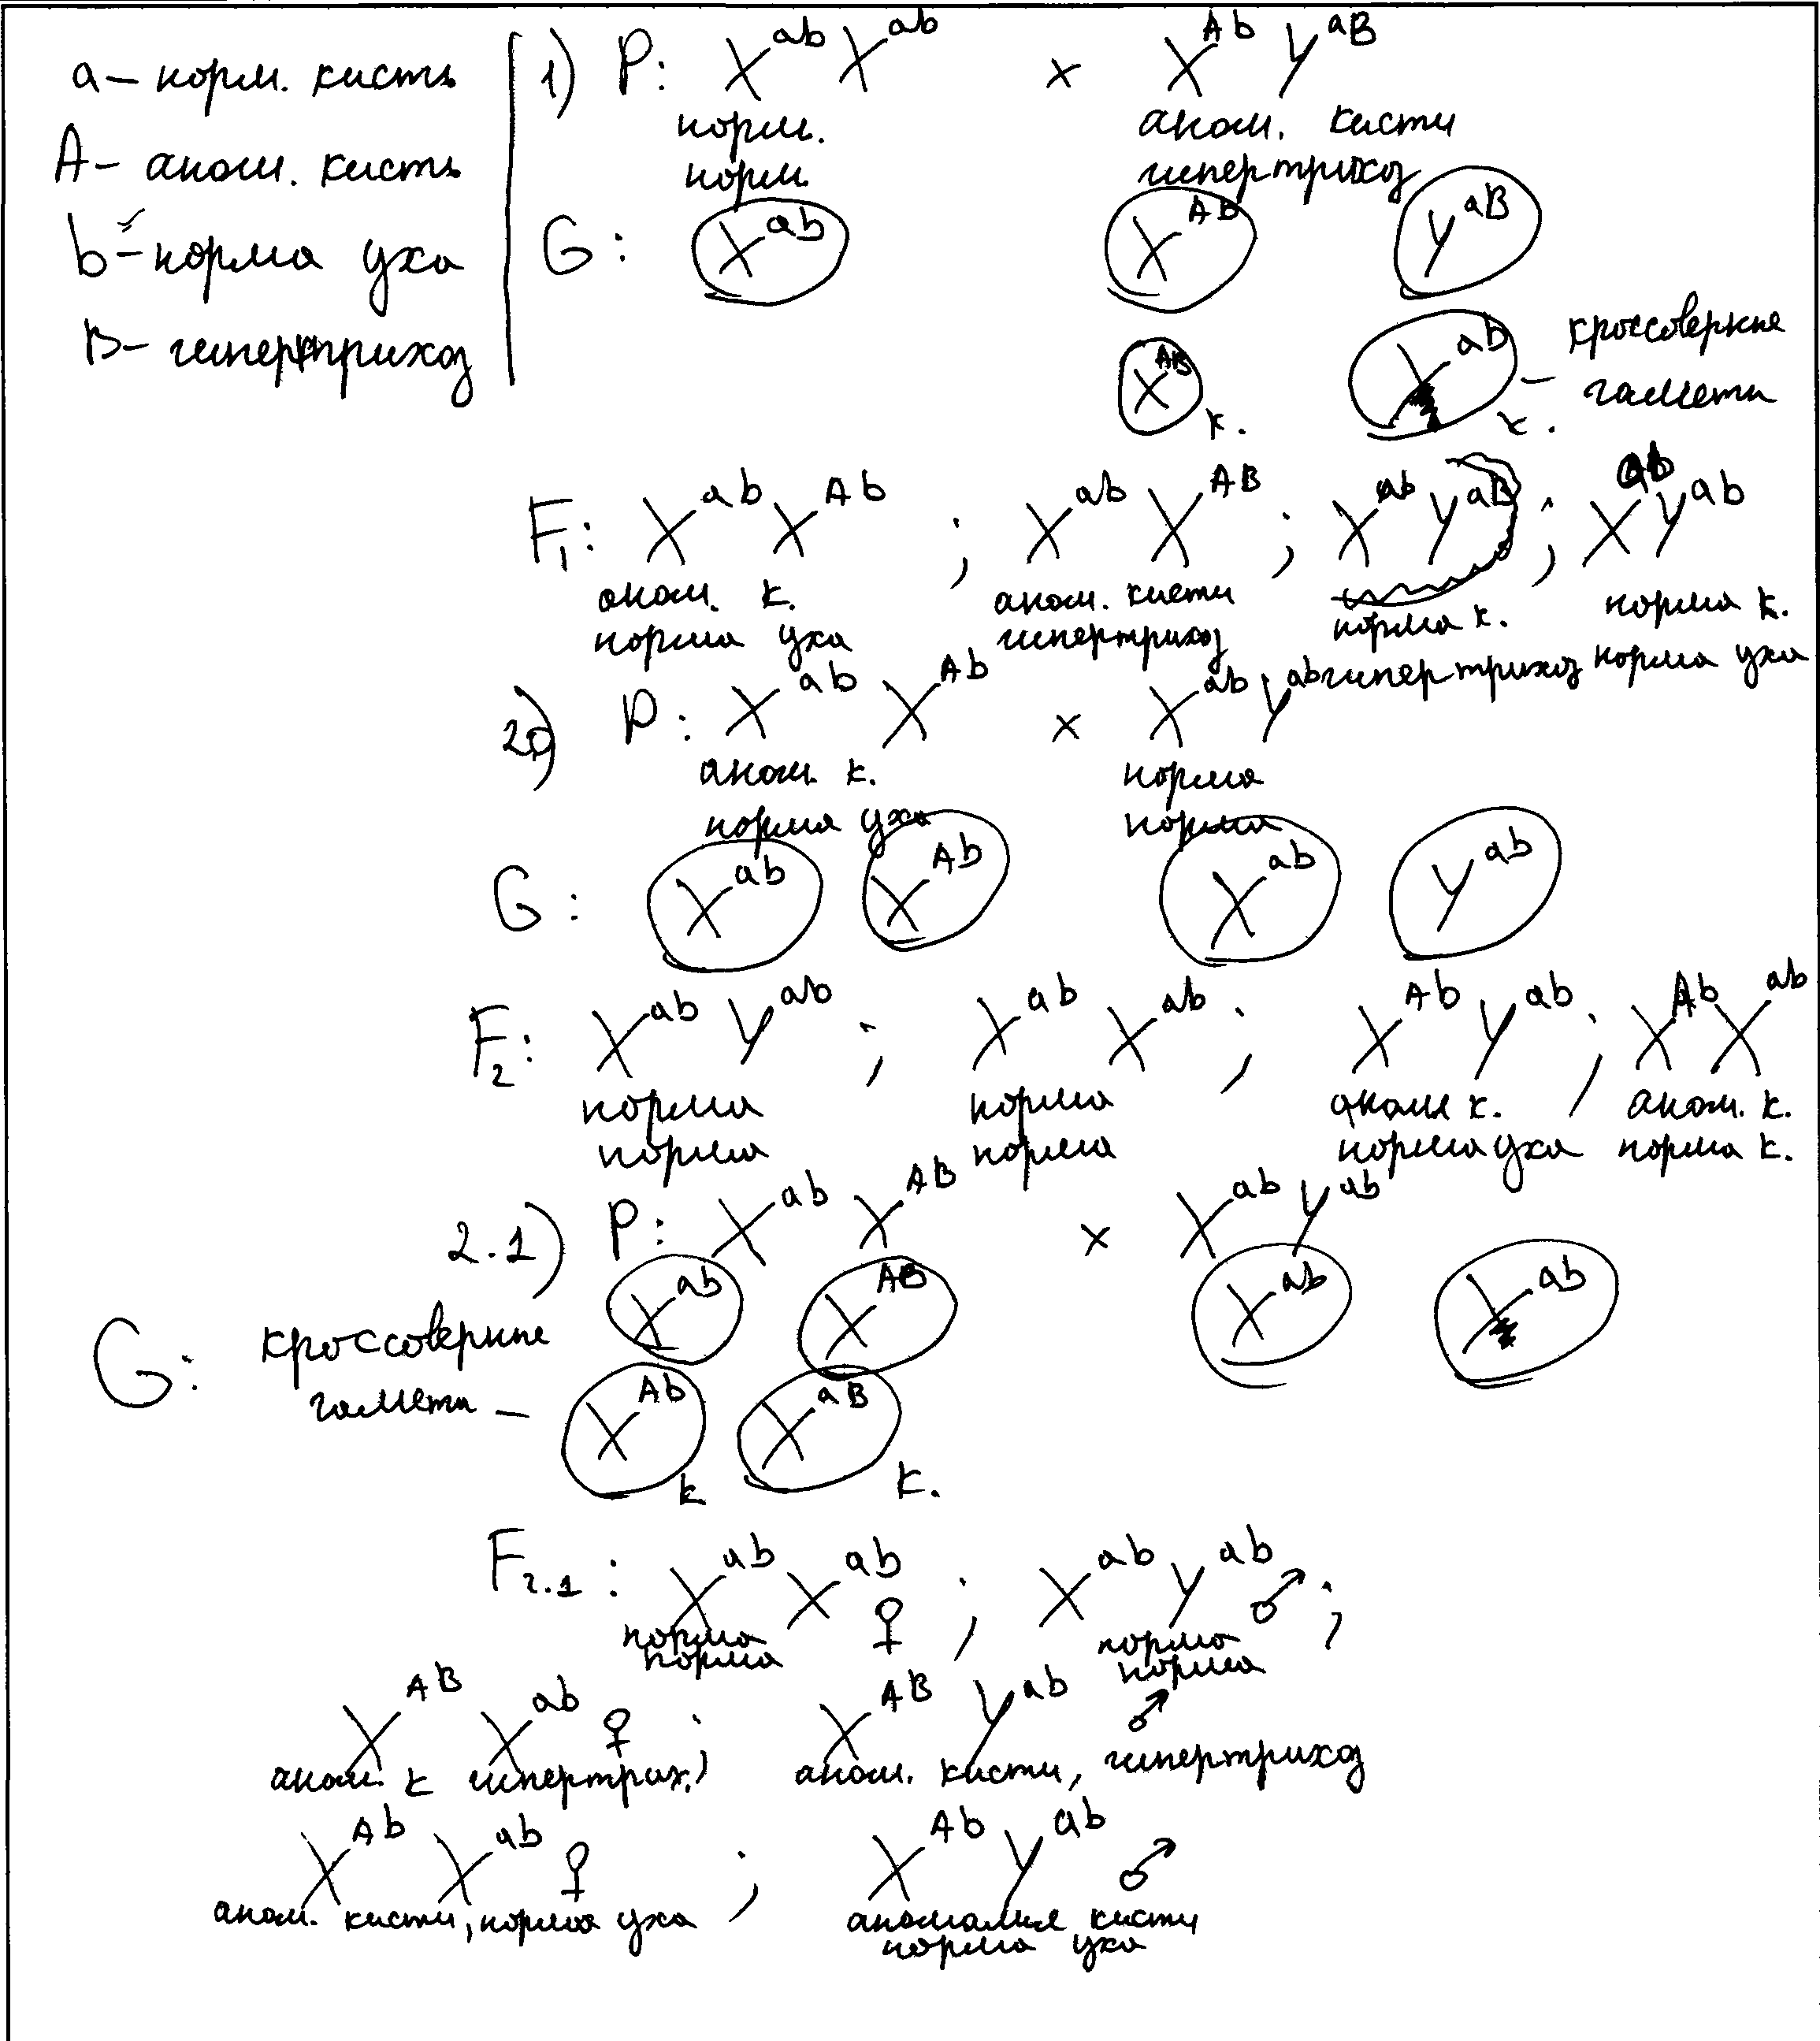 a – норм. кисть
A – аном. кисть
b – норма уха
B – гипертрихоз
1) P: X^ab X^ab × X^Ab Y^aB
норм. аном. кисти
норм. гипертрихоз
G: X^ab X^AB Y^aB
X^AB к. X^ab к. – кроссоверные
гаметы
F1: X^ab X^Ab ; X^ab X^AB ; X^ab Y^aB ; X^ab Y^ab
аном. к. аном. кисти норма к. норма к.
норма уха гипертрихоз гипертрихоз норма уха
2) P: X^ab X^Ab × X^ab Y^ab
аном. к. норма
норма уха норма
G: X^ab X^Ab X^ab Y^ab
F2: X^ab Y^ab ; X^ab X^ab ; X^Ab Y^ab ; X^Ab X^ab
норма норма аном к. аном. к.
норма норма норма уха норма к.
2.1) P: X^ab X^AB × X^ab Y^ab
G: X^ab X^AB X^ab X^ab
кроссоверные
гаметы – X^Ab к X^aB к.
F2.1: X^ab X^ab ♀ ; X^ab Y^ab ♂ ;
норма норма
норма норма
X^AB X^ab ♀ ; X^AB Y^ab ♂
аном. к гипертрих. аном. кисти, гипертрихоз
X^Ab X^ab ♀ ; X^Ab Y^ab ♂
аном. кисти, норма уха аномалия кисти
норма уха